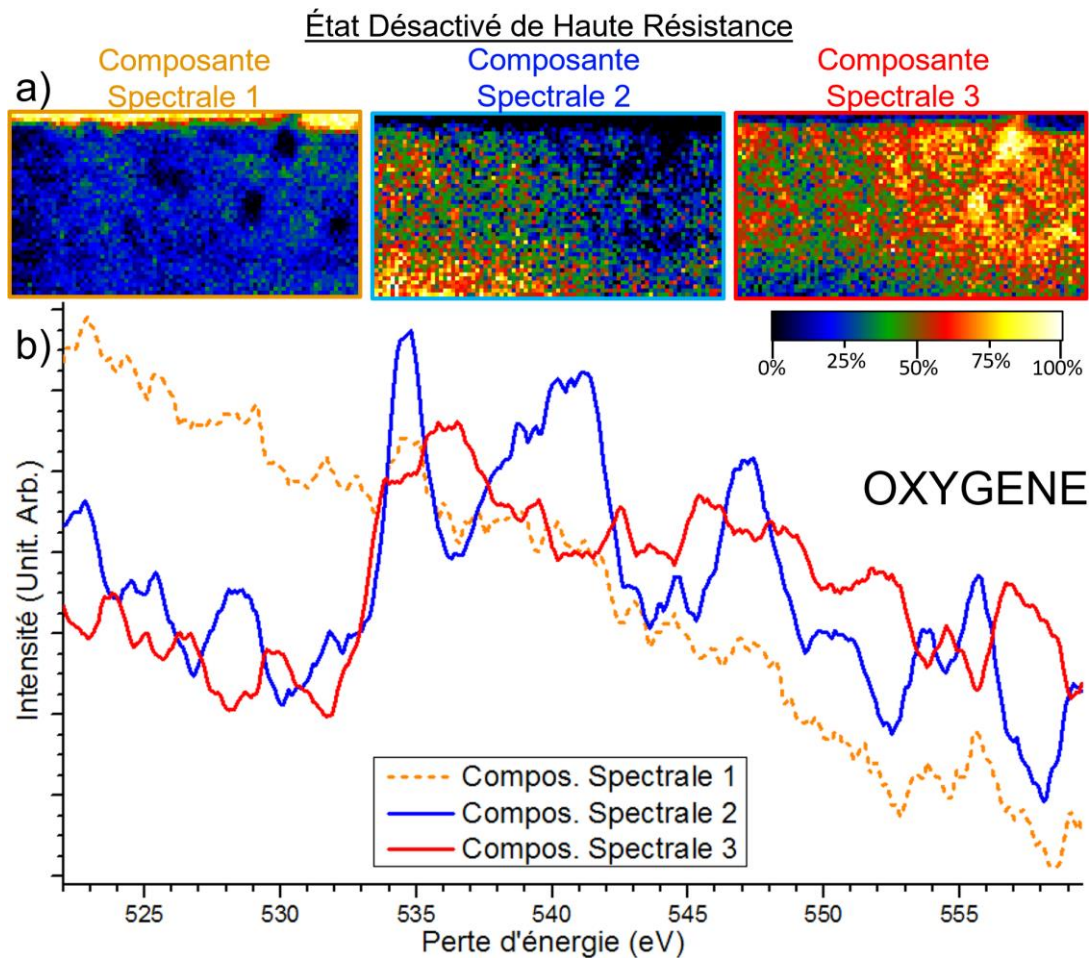 État Désactivé de Haute Résistance
Composante
Spectrale 1
Composante
Spectrale 2
Composante
Spectrale 3
a)
0% 25% 50% 75% 100%
b)
OXYGENE
Intensité (Unit. Arb.)
Compos. Spectrale 1
Compos. Spectrale 2
Compos. Spectrale 3
525 530 535 540 545 550 555
Perte d'énergie (eV)